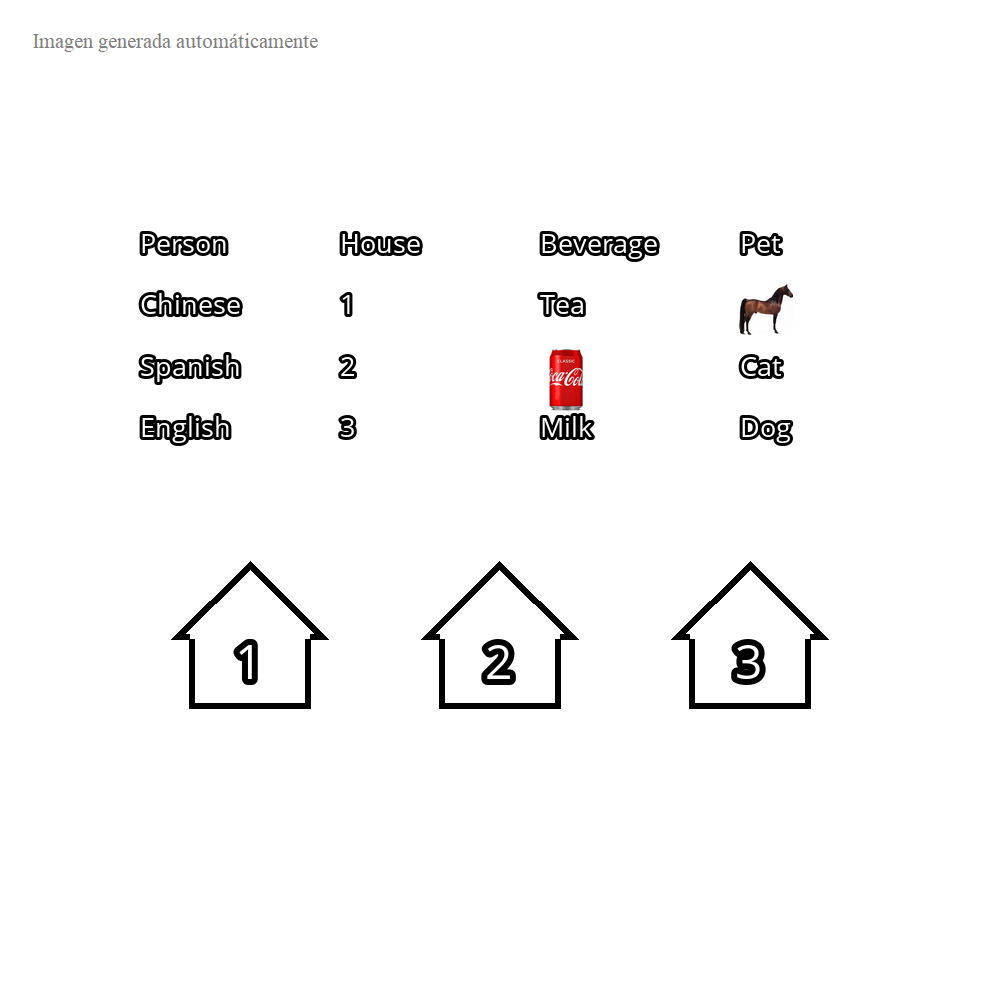 Imagen generada automáticamente
Person House Beverage Pet
Chinese 1 Tea
Spanish 2 Cat
CLASSIC
Coca-Cola
English 3 Milk Dog
1 2 3